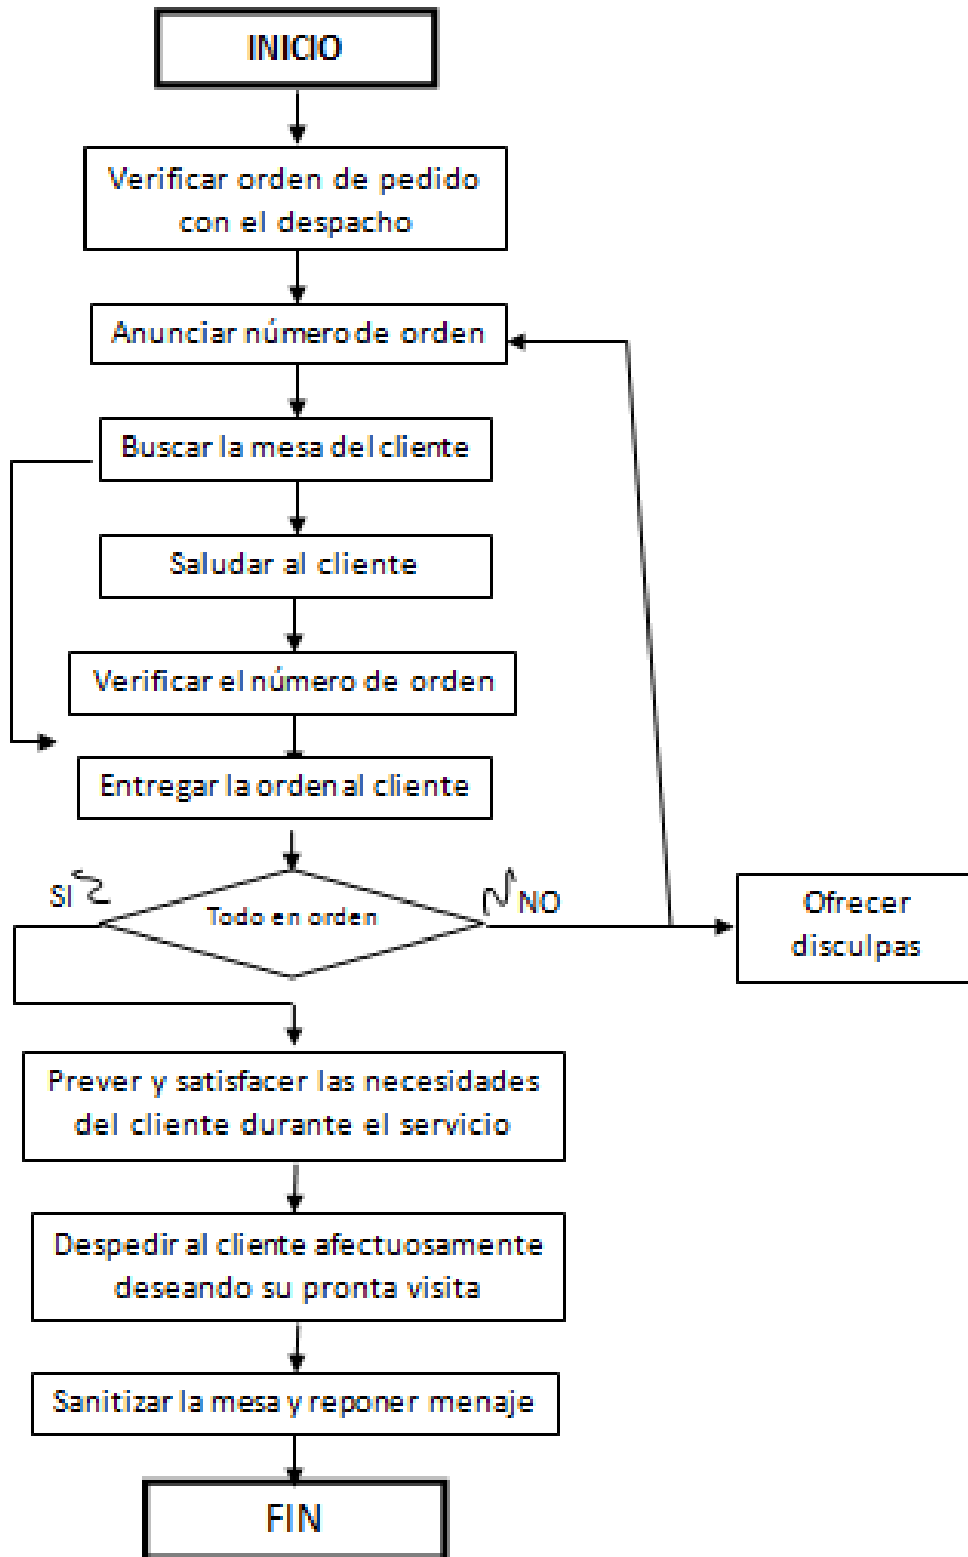 INICIO
Verificar orden de pedido
con el despacho
Anunciar número de orden
Buscar la mesa del cliente
Saludar al cliente
Verificar el número de orden
Entregar la orden al cliente
SI
Todo en orden
NO
Ofrecer
disculpas
Prever y satisfacer las necesidades
del cliente durante el servicio
Despedir al cliente afectuosamente
deseando su pronta visita
Sanitizar la mesa y reponer menaje
FIN